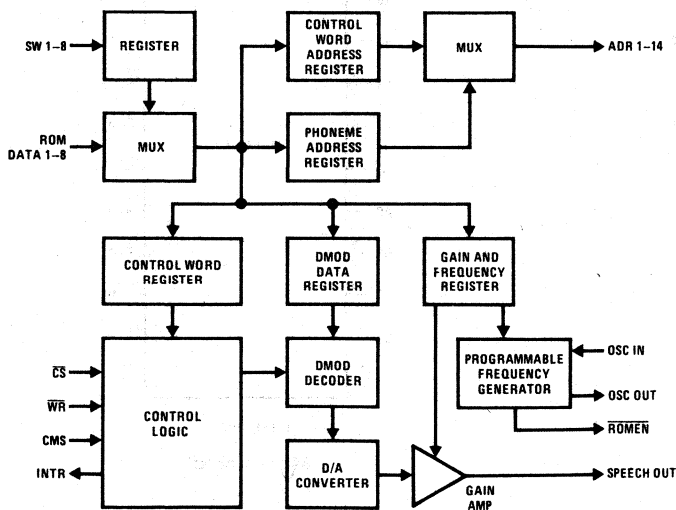 SW 1–8
REGISTER
CONTROL
WORD
ADDRESS
REGISTER
MUX
ADR 1–14
ROM
DATA 1–8
MUX
PHONEME
ADDRESS
REGISTER
CONTROL WORD
REGISTER
DMOD
DATA
REGISTER
GAIN AND
FREQUENCY
REGISTER
CS
WR
CMS
INTR
CONTROL
LOGIC
DMOD
DECODER
PROGRAMMABLE
FREQUENCY
GENERATOR
OSC IN
OSC OUT
ROMEN
D/A
CONVERTER
GAIN
AMP
SPEECH OUT